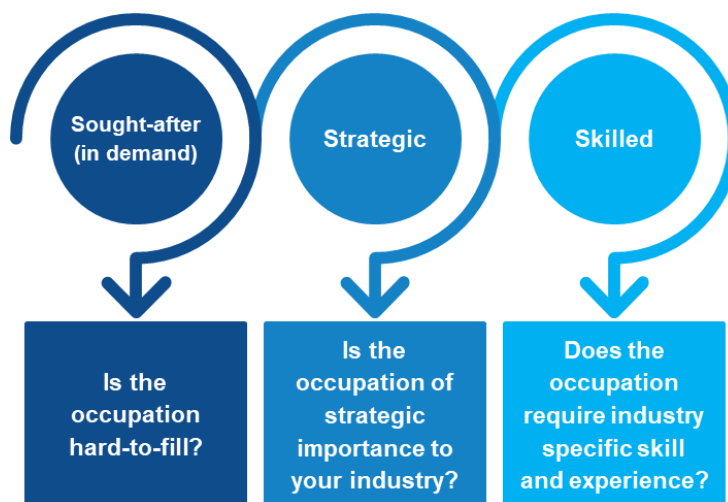 Sought-after
(in demand)
Strategic
Skilled
Is the
occupation
hard-to-fill?
Is the
occupation of
strategic
importance to
your industry?
Does the
occupation
require industry
specific skill
and experience?